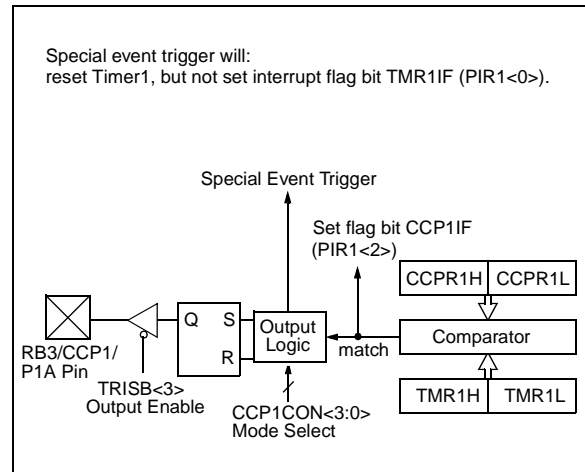 Special event trigger will:
reset Timer1, but not set interrupt flag bit TMR1IF (PIR1<0>).
Special Event Trigger
Set flag bit CCP1IF
(PIR1<2>)
CCPR1H CCPR1L
Q S Output
Logic
R
match
Comparator
RB3/CCP1/
P1A Pin
TRISB<3>
Output Enable
CCP1CON<3:0>
Mode Select
TMR1H TMR1L